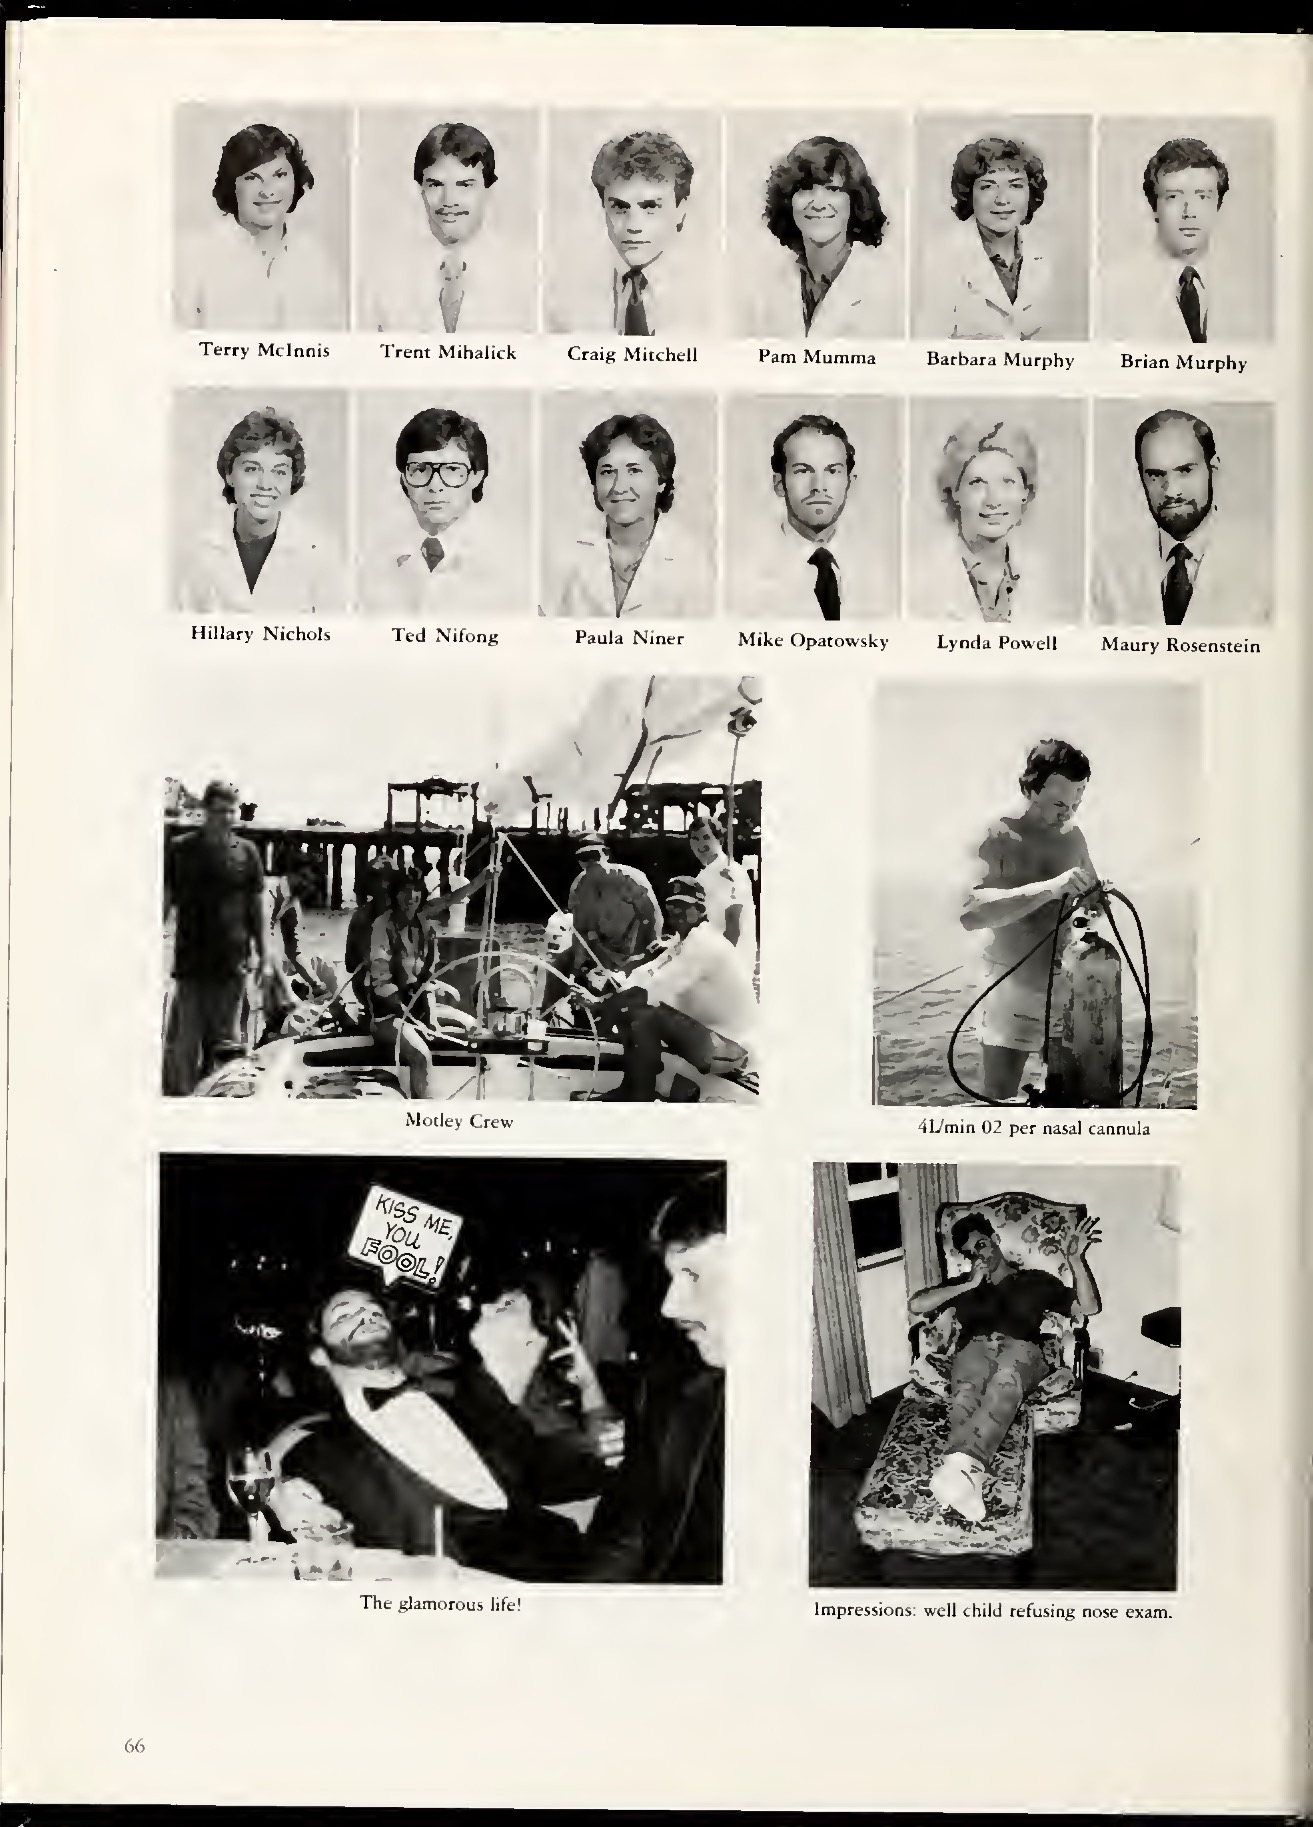 Terry McInnis Trent Mihalick Craig Mitchell Pam Mumma Barbara Murphy Brian Murphy
Hillary Nichols Ted Nifong Paula Niner Mike Opatowsky Lynda Powell Maury Rosenstein
Motley Crew
4L/min 02 per nasal cannula
KISS ME,
YOU
FOOL!
The glamorous life!
Impressions: well child refusing nose exam.
66